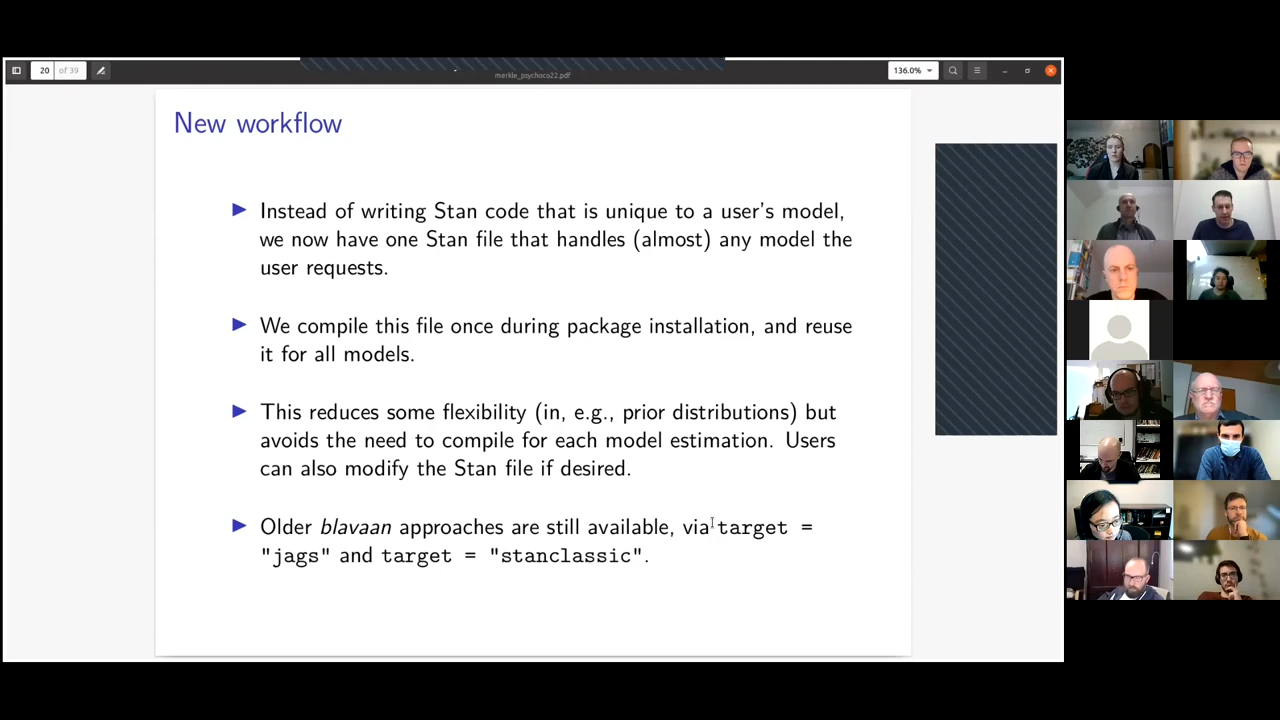 20 of 39
merkle_psychoco22.pdf
136.0%
New workflow
Instead of writing Stan code that is unique to a user's model,
we now have one Stan file that handles (almost) any model the
user requests.
We compile this file once during package installation, and reuse
it for all models.
This reduces some flexibility (in, e.g., prior distributions) but
avoids the need to compile for each model estimation. Users
can also modify the Stan file if desired.
Older blavaan approaches are still available, via target =
"jags" and target = "stanclassic".